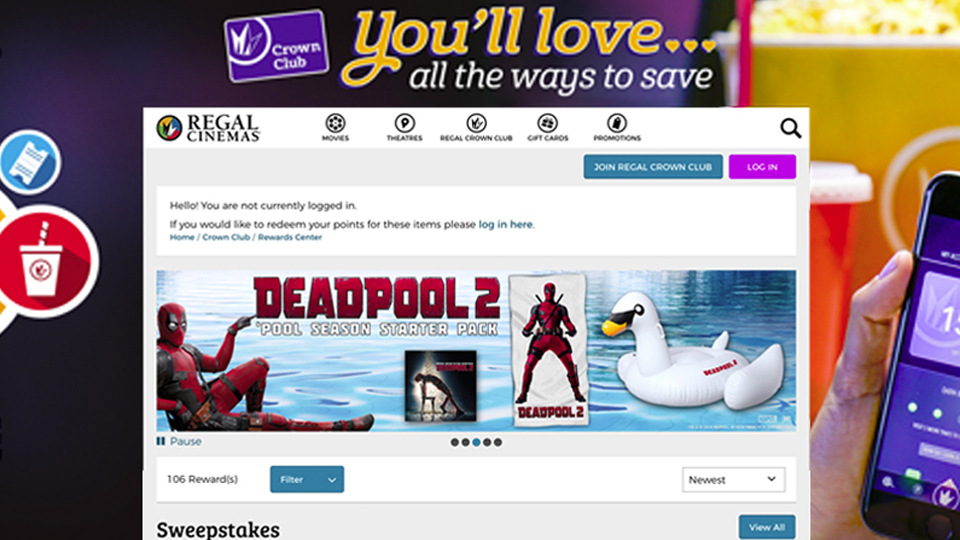 Crown
Club
You'll love...
all the ways to save
REGAL
CINEMAS
MOVIES
THEATRES
REGAL CROWN CLUB
GIFT CARDS
PROMOTIONS
JOIN REGAL CROWN CLUB
LOG IN
Hello! You are not currently logged in.
If you would like to redeem your points for these items please log in here.
Home / Crown Club / Rewards Center
DEADPOOL 2
'POOL SEASON STARTER PACK
DEADPOOL 2
DEADPOOL 2
DEADPOOL 2
Pause
106 Reward(s)
Filter
Newest
Sweepstakes
View All